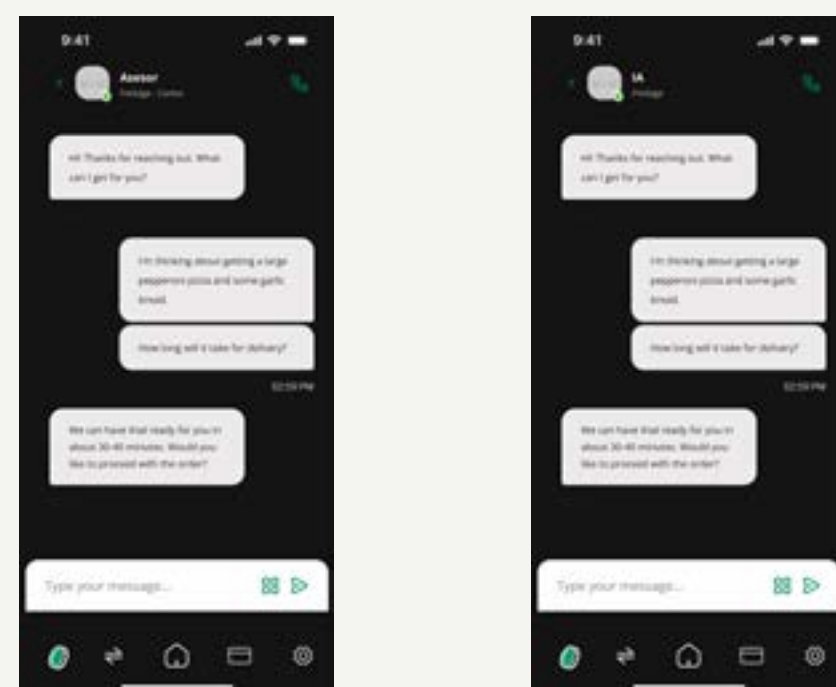 9:41
Asesor
Hi! Thanks for reaching out. What
can I get for you?
I'm thinking about getting a large
pepperoni pizza and some garlic
bread.
How long will it take for delivery?
02:59 PM
We can have that ready for you in
about 30-40 minutes. Would you
like to proceed with the order?
Type your message...
9:41
IA
Hi! Thanks for reaching out. What
can I get for you?
I'm thinking about getting a large
pepperoni pizza and some garlic
bread.
How long will it take for delivery?
02:59 PM
We can have that ready for you in
about 30-40 minutes. Would you
like to proceed with the order?
Type your message...